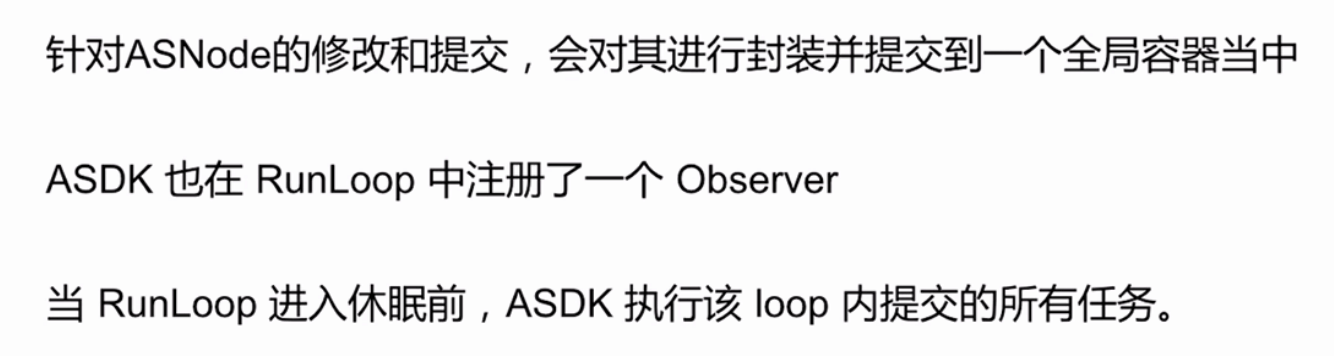 针对ASNode的修改和提交，会对其进行封装并提交到一个全局容器当中
ASDK 也在 RunLoop 中注册了一个 Observer
当 RunLoop 进入休眠前，ASDK 执行该 loop 内提交的所有任务。